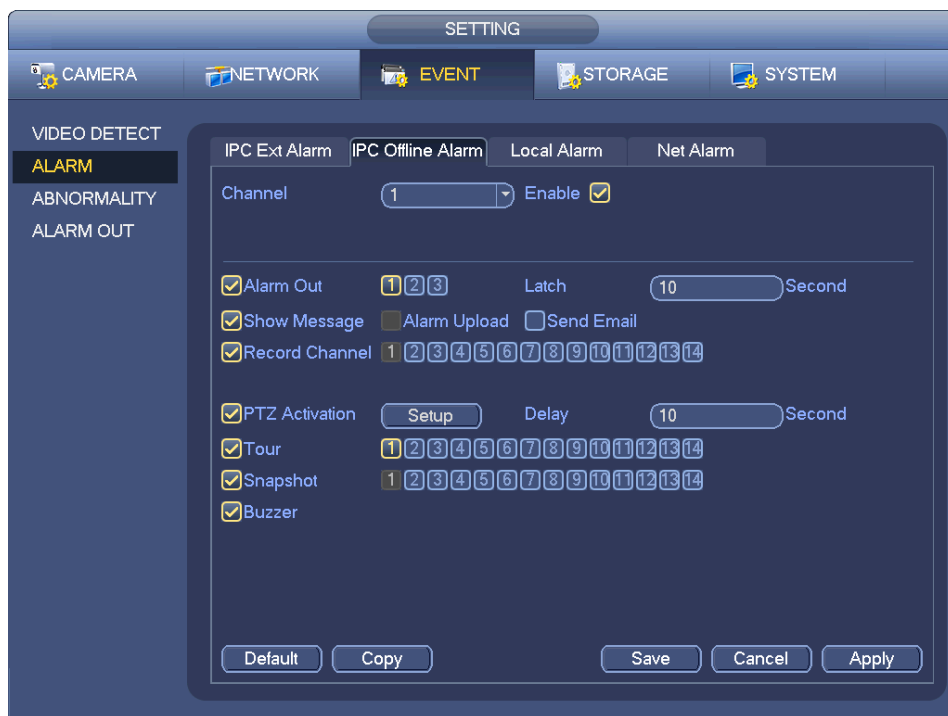 SETTING
CAMERA NETWORK EVENT STORAGE SYSTEM
VIDEO DETECT
ALARM
ABNORMALITY
ALARM OUT
IPC Ext Alarm IPC Offline Alarm Local Alarm Net Alarm
Channel 1 Enable
Alarm Out 1 2 3 Latch 10 Second
Show Message Alarm Upload Send Email
Record Channel 1 2 3 4 5 6 7 8 9 10 11 12 13 14
PTZ Activation Setup Delay 10 Second
Tour 1 2 3 4 5 6 7 8 9 10 11 12 13 14
Snapshot 1 2 3 4 5 6 7 8 9 10 11 12 13 14
Buzzer
Default Copy Save Cancel Apply